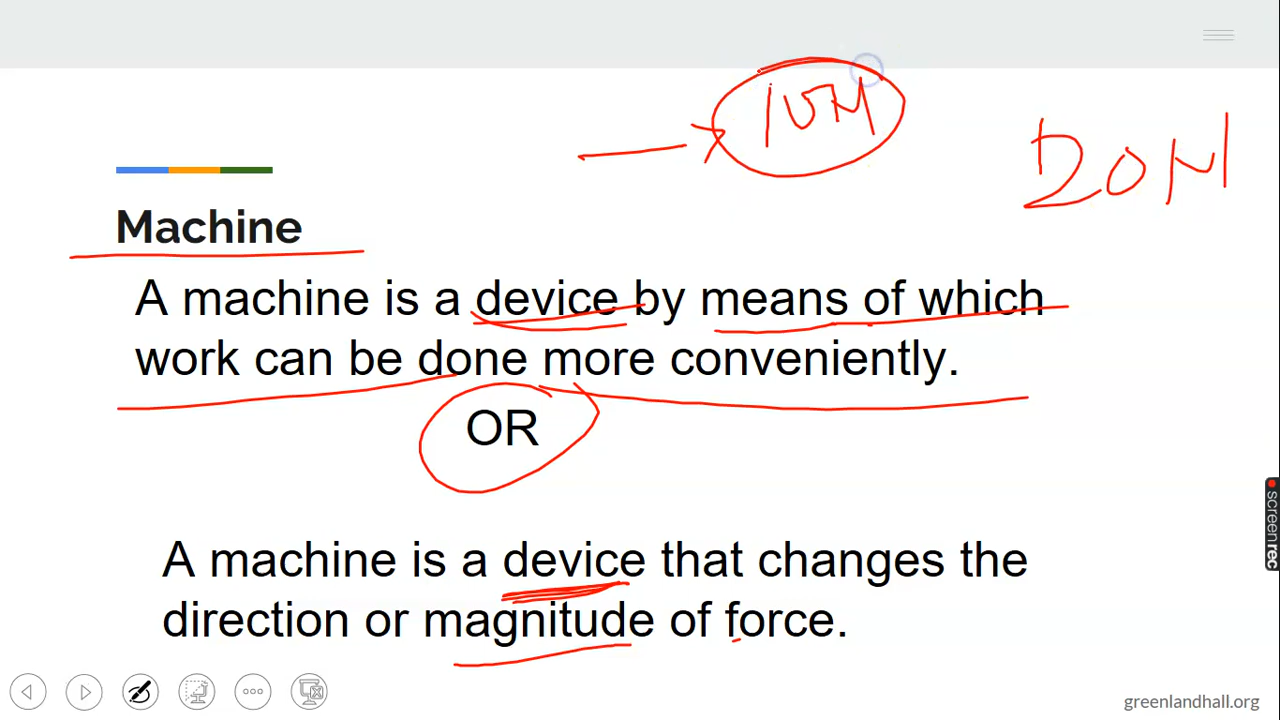 10N
20N
Machine
A machine is a device by means of which
work can be done more conveniently.
OR
A machine is a device that changes the
direction or magnitude of force.
screenrec
greenlandhall.org